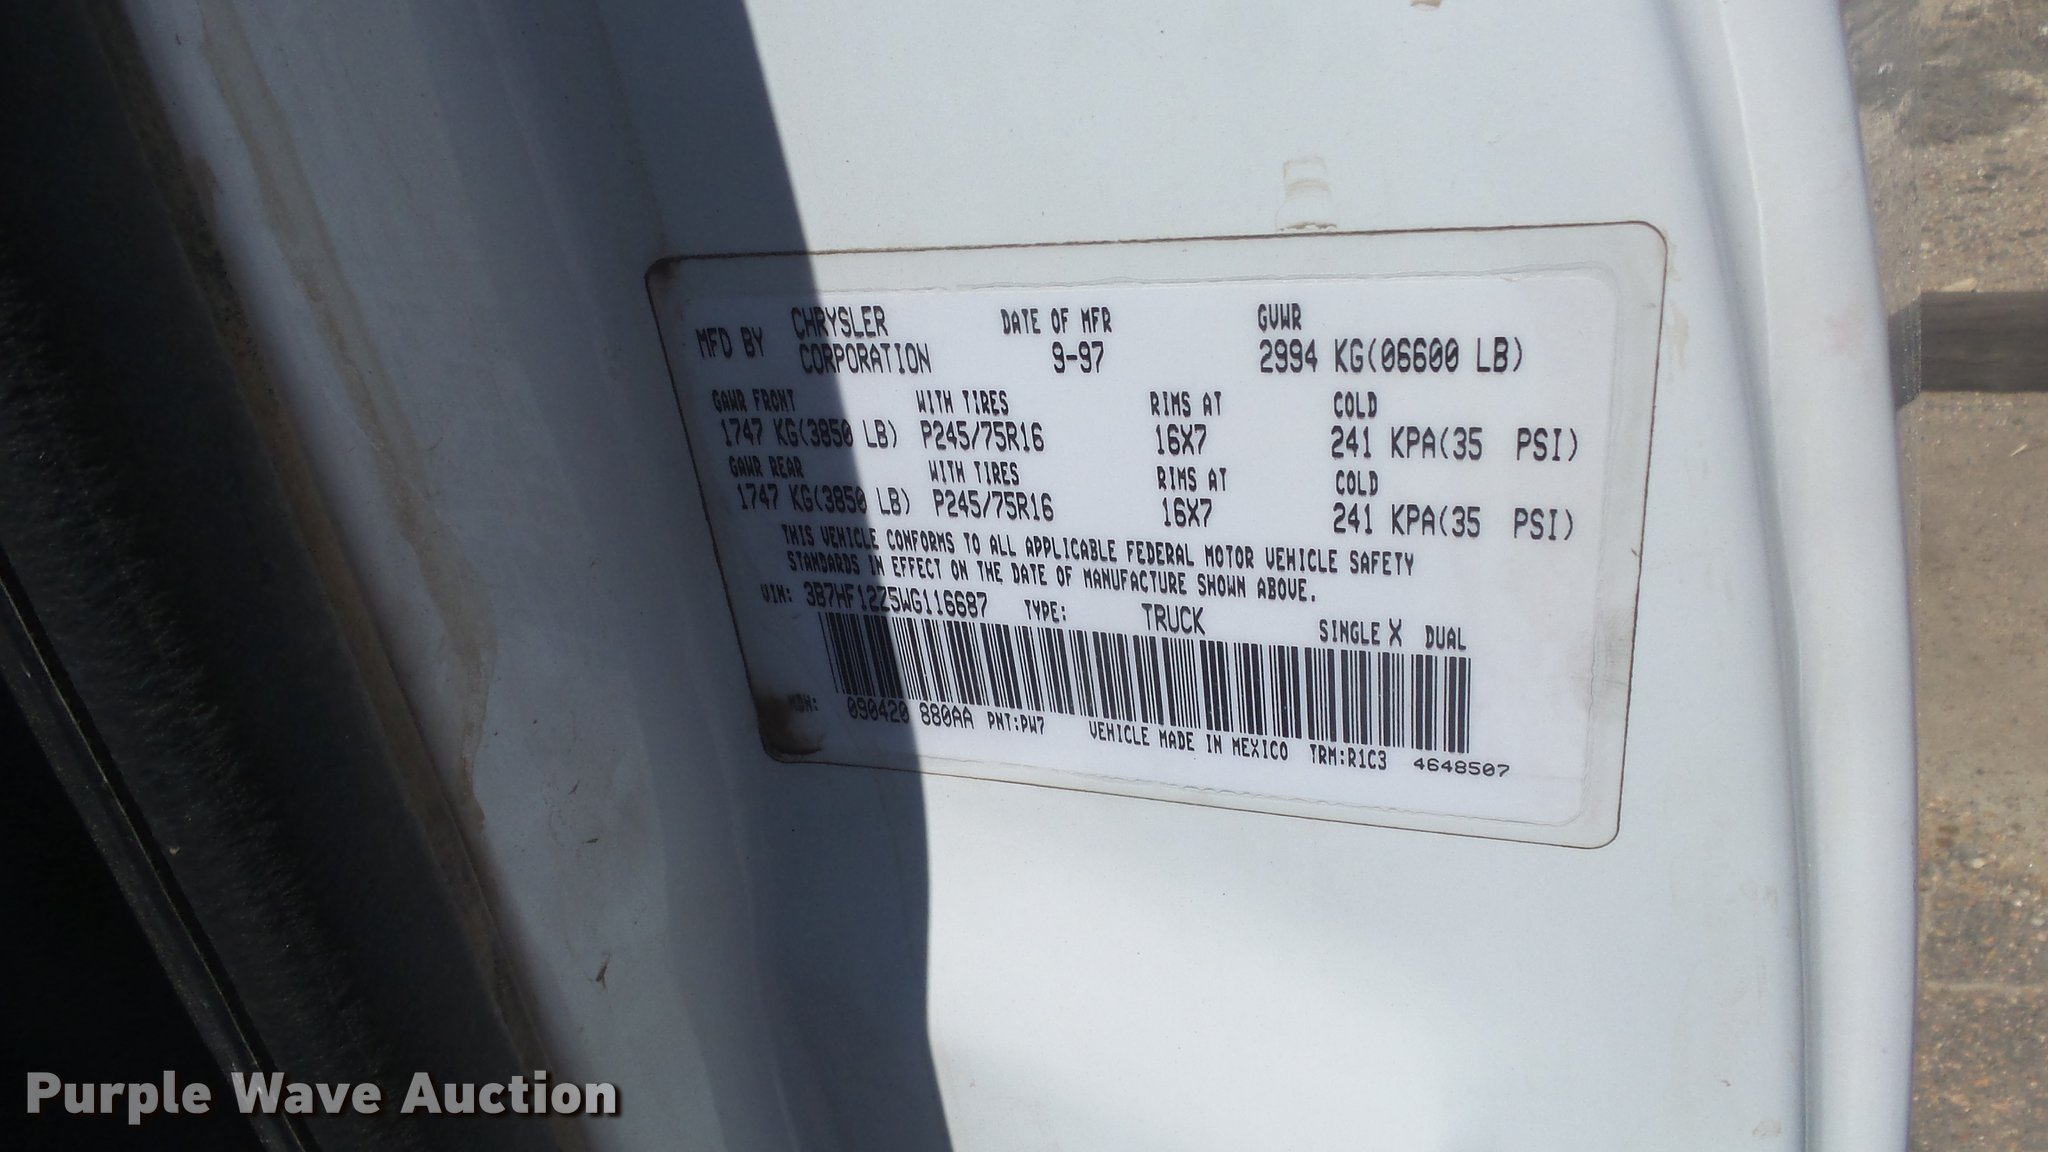 MFD BY CHRYSLER CORPORATION DATE OF MFR 9-97 GVWR 2994 KG(06600 LB)
GAWR FRONT WITH TIRES RIMS AT COLD
1747 KG(3850 LB) P245/75R16 16X7 241 KPA(35 PSI)
GAWR REAR WITH TIRES RIMS AT COLD
1747 KG(3850 LB) P245/75R16 16X7 241 KPA(35 PSI)
THIS VEHICLE CONFORMS TO ALL APPLICABLE FEDERAL MOTOR VEHICLE SAFETY
STANDARDS IN EFFECT ON THE DATE OF MANUFACTURE SHOWN ABOVE.
VIN: 3B7HF12Z5WG116687 TYPE: TRUCK SINGLE X DUAL
MDH: 090420 880AA PNT:PW7 VEHICLE MADE IN MEXICO TRM:R1C3 4648507
Purple Wave Auction